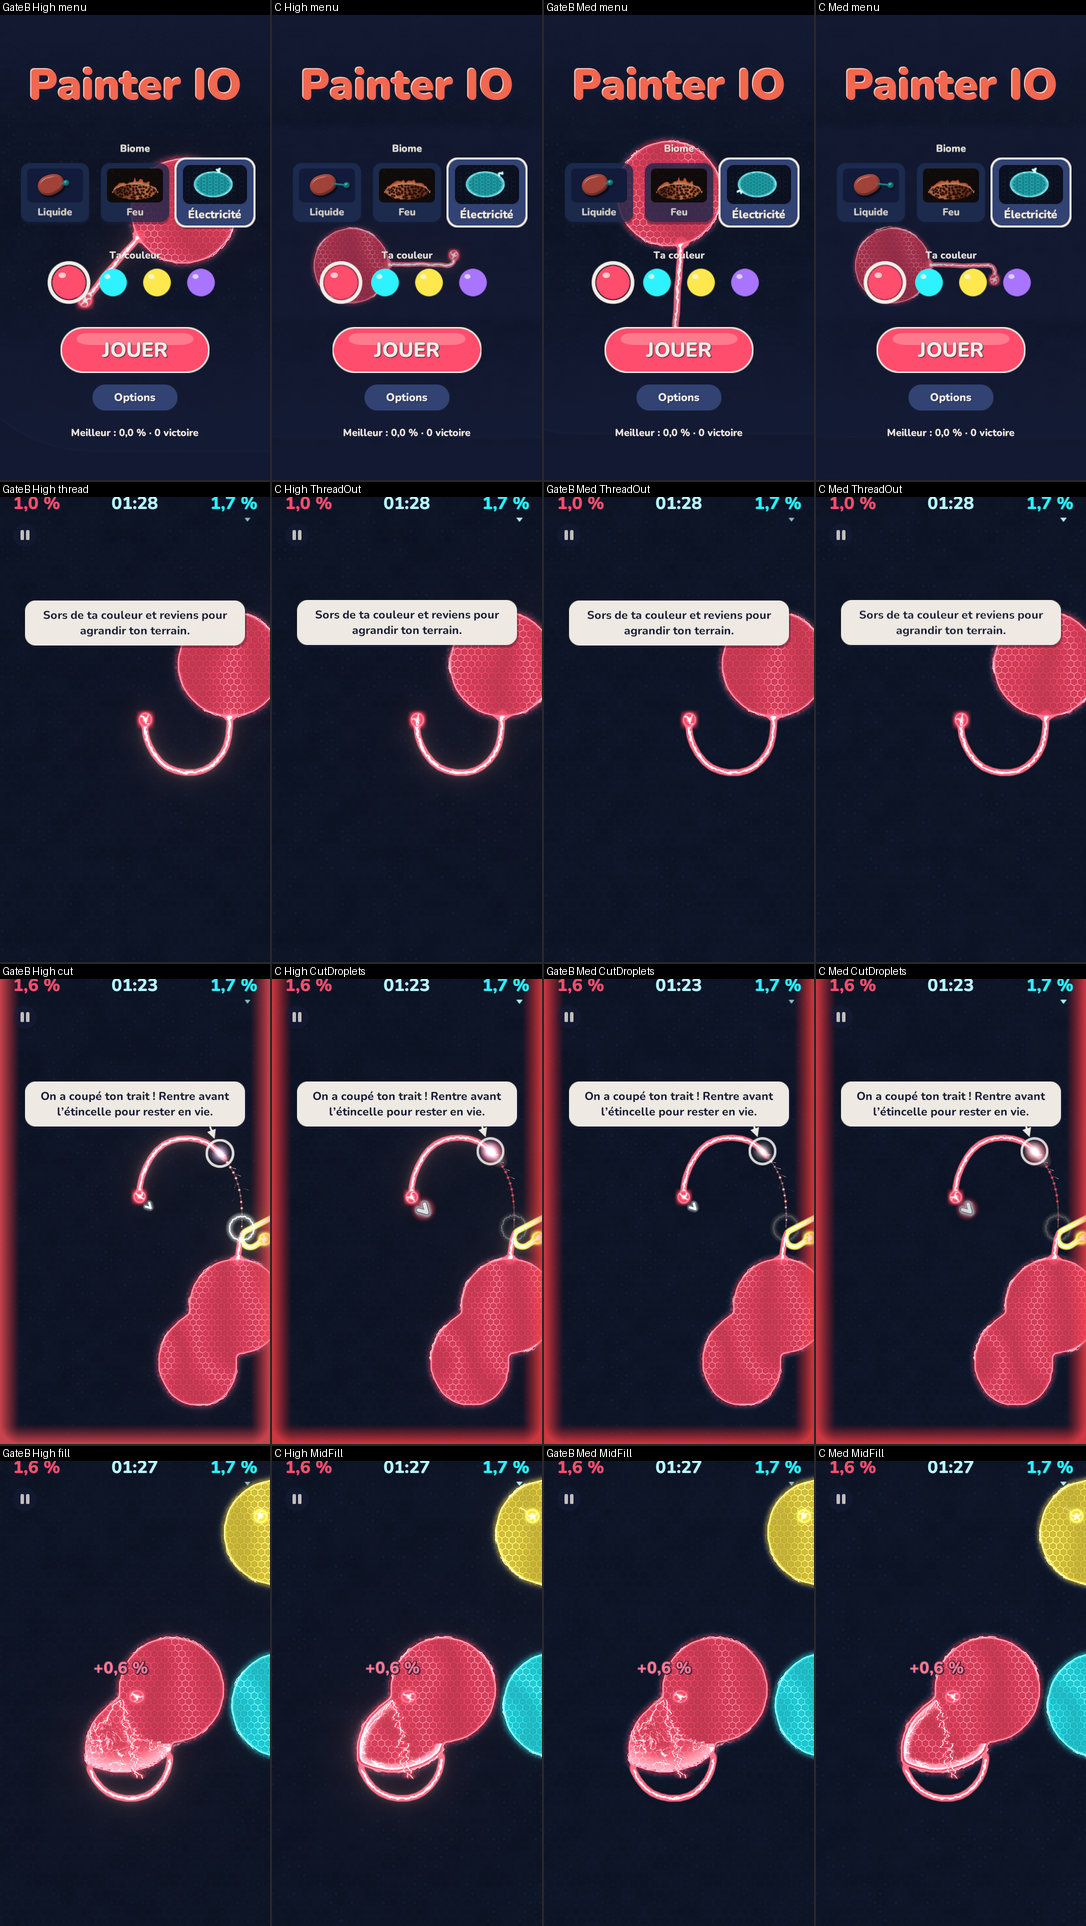 GateB High menu
Painter IO
Biome
Liquide
Feu
Électricité
Ta couleur
JOUER
Options
Meilleur : 0,0 % · 0 victoire
C High menu
Painter IO
Biome
Liquide
Feu
Électricité
Ta couleur
JOUER
Options
Meilleur : 0,0 % · 0 victoire
GateB Med menu
Painter IO
Biome
Liquide
Feu
Électricité
Ta couleur
JOUER
Options
Meilleur : 0,0 % · 0 victoire
C Med menu
Painter IO
Biome
Liquide
Feu
Électricité
Ta couleur
JOUER
Options
Meilleur : 0,0 % · 0 victoire
GateB High thread
1,0 % 01:28 1,7 %
Sors de ta couleur et reviens pour
agrandir ton terrain.
C High ThreadOut
1,0 % 01:28 1,7 %
Sors de ta couleur et reviens pour
agrandir ton terrain.
GateB Med ThreadOut
1,0 % 01:28 1,7 %
Sors de ta couleur et reviens pour
agrandir ton terrain.
C Med ThreadOut
1,0 % 01:28 1,7 %
Sors de ta couleur et reviens pour
agrandir ton terrain.
GateB High cut
1,6 % 01:23 1,7 %
On a coupé ton trait ! Rentre avant
l’étincelle pour rester en vie.
C High CutDroplets
1,6 % 01:23 1,7 %
On a coupé ton trait ! Rentre avant
l’étincelle pour rester en vie.
GateB Med CutDroplets
1,6 % 01:23 1,7 %
On a coupé ton trait ! Rentre avant
l’étincelle pour rester en vie.
C Med CutDroplets
1,6 % 01:23 1,7 %
On a coupé ton trait ! Rentre avant
l’étincelle pour rester en vie.
GateB High fill
1,6 % 01:27 1,7 %
+0,6 %
C High MidFill
1,6 % 01:27 1,7 %
+0,6 %
GateB Med MidFill
1,6 % 01:27 1,7 %
+0,6 %
C Med MidFill
1,6 % 01:27 1,7 %
+0,6 %